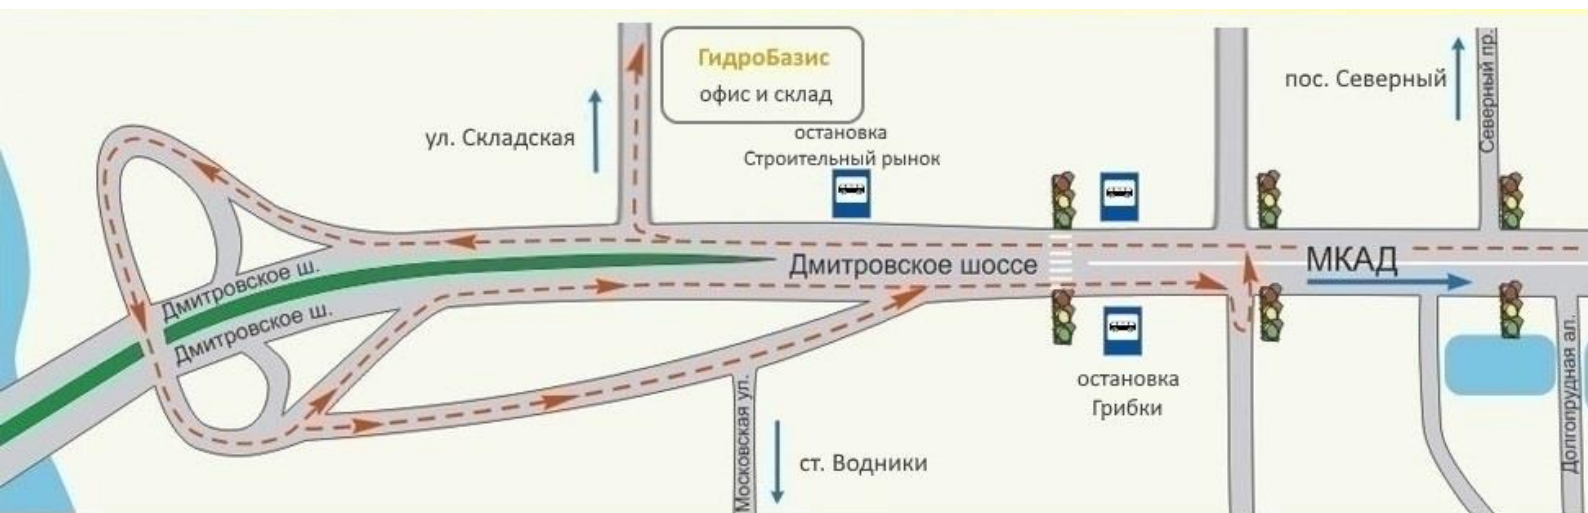 ГидроБазис
офис и склад
ул. Складская
остановка
Строительный рынок
пос. Северный
Северный пр.
Дмитровское ш.
Дмитровское ш.
Дмитровское шоссе
МКАД
остановка
Грибки
Московская ул.
ст. Водники
Долгопрудная ал.